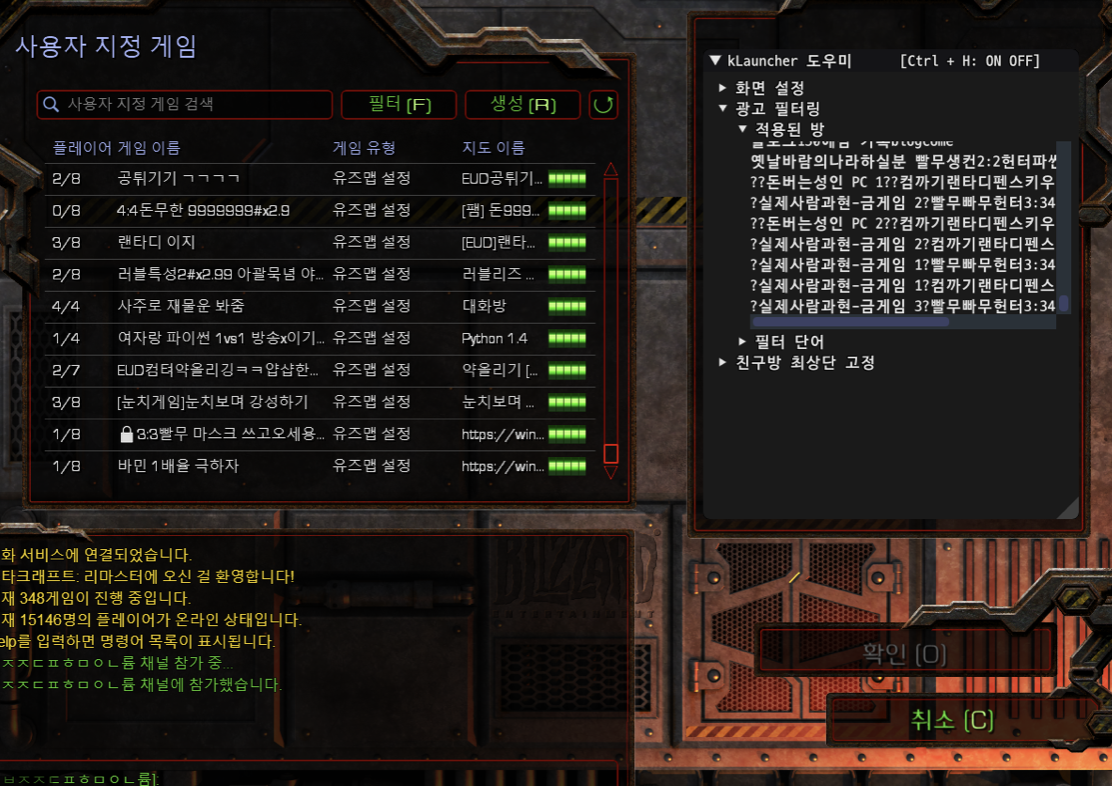 사용자 지정 게임
사용자 지정 게임 검색
필터 (F)
생성 (R)
플레이어 게임 이름 게임 유형 지도 이름
2/8 공튀기기 ㄱㄱㄱㄱ 유즈맵 설정 EUD공튀기...
0/8 4:4돈무한 9999999#x2.9 유즈맵 설정 [팸] 돈999...
3/8 랜타디 이지 유즈맵 설정 [EUD]랜타...
2/8 러블특성2#x2.99 아괄묵념 야... 유즈맵 설정 러블리즈 ...
4/4 사주로 재물운 봐줌 유즈맵 설정 대화방
1/4 여자랑 파이썬 1vs1 방송x이기... 유즈맵 설정 Python 1.4
2/7 EUD컴텨약올리깅ㅋㅋ얍샵한... 유즈맵 설정 약올리기 [...
3/8 [눈치게임]눈치보며 강성하기 유즈맵 설정 눈치보며 ...
1/8 3:3빨무 마스크 쓰고오세용... 유즈맵 설정 https://win...
1/8 바민 1배율 극하자 유즈맵 설정 https://win...
kLauncher 도우미 [Ctrl + H: ON OFF]
화면 설정
광고 필터링
적용된 방
옛날바람의나라하실분 빨무생컨2:2헌터파썬
??돈버는성인 PC 1??컴까기랜타디펜스키우
?실제사람과현-금게임 2?빨무빠무헌터3:34
??돈버는성인 PC 2??컴까기랜타디펜스키우
?실제사람과현-금게임 2?컴까기랜타디펜스
?실제사람과현-금게임 1?빨무빠무헌터3:34
?실제사람과현-금게임 1?컴까기랜타디펜스
?실제사람과현-금게임 3?빨무빠무헌터3:34
필터 단어
친구방 최상단 고정
화 서비스에 연결되었습니다.
타크래프트: 리마스터에 오신 걸 환영합니다!
재 348게임이 진행 중입니다.
재 15146명의 플레이어가 온라인 상태입니다.
elp를 입력하면 명령어 목록이 표시됩니다.
ㅈㅈㄷㅍㅎㅁㅇㄴ륨 채널 참가 중...
ㅈㅈㄷㅍㅎㅁㅇㄴ륨 채널에 참가했습니다.
BLIZZARD
ENTERTAINMENT
확인 (O)
취소 (C)
ㅂㅈㅈㄷㅍㅎㅁㅇㄴ륨]: